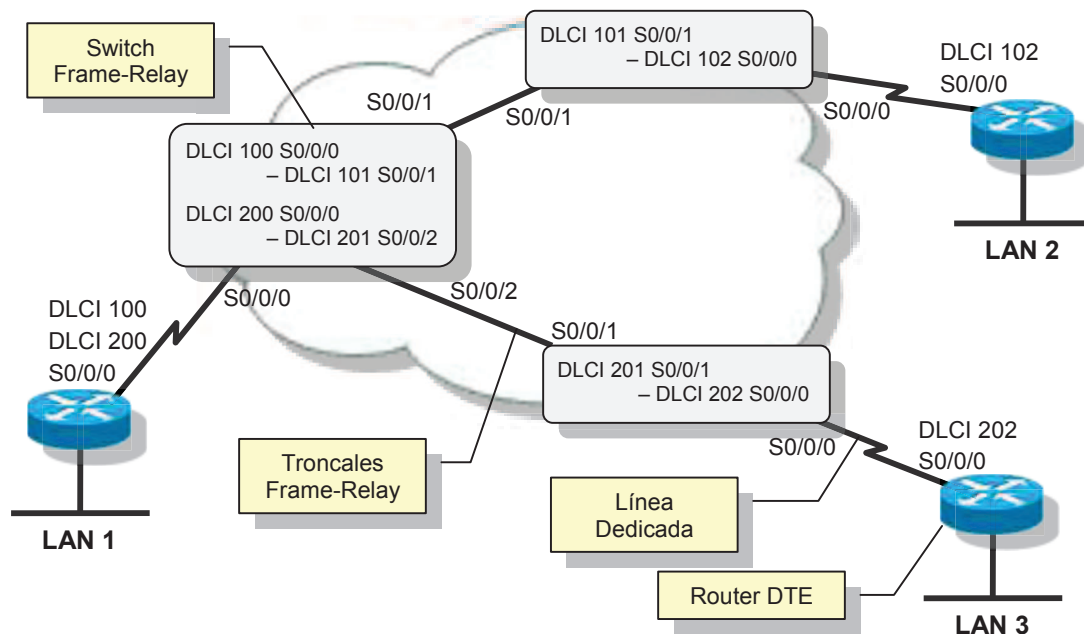 Switch
Frame-Relay
DLCI 101 S0/0/1
– DLCI 102 S0/0/0
DLCI 102
S0/0/0
S0/0/1
S0/0/1
S0/0/0
DLCI 100 S0/0/0
– DLCI 101 S0/0/1
DLCI 200 S0/0/0
– DLCI 201 S0/0/2
LAN 2
S0/0/0
S0/0/2
DLCI 100
DLCI 200
S0/0/0
S0/0/1
DLCI 201 S0/0/1
– DLCI 202 S0/0/0
LAN 1
Troncales
Frame-Relay
S0/0/0
DLCI 202
S0/0/0
Línea
Dedicada
Router DTE
LAN 3